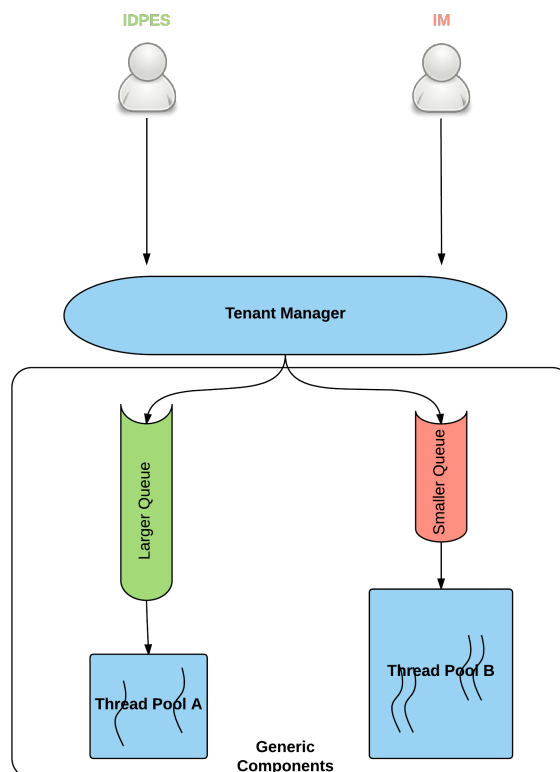 IDPES
IM
Tenant Manager
Larger Queue
Smaller Queue
Thread Pool A
Thread Pool B
Generic
Components